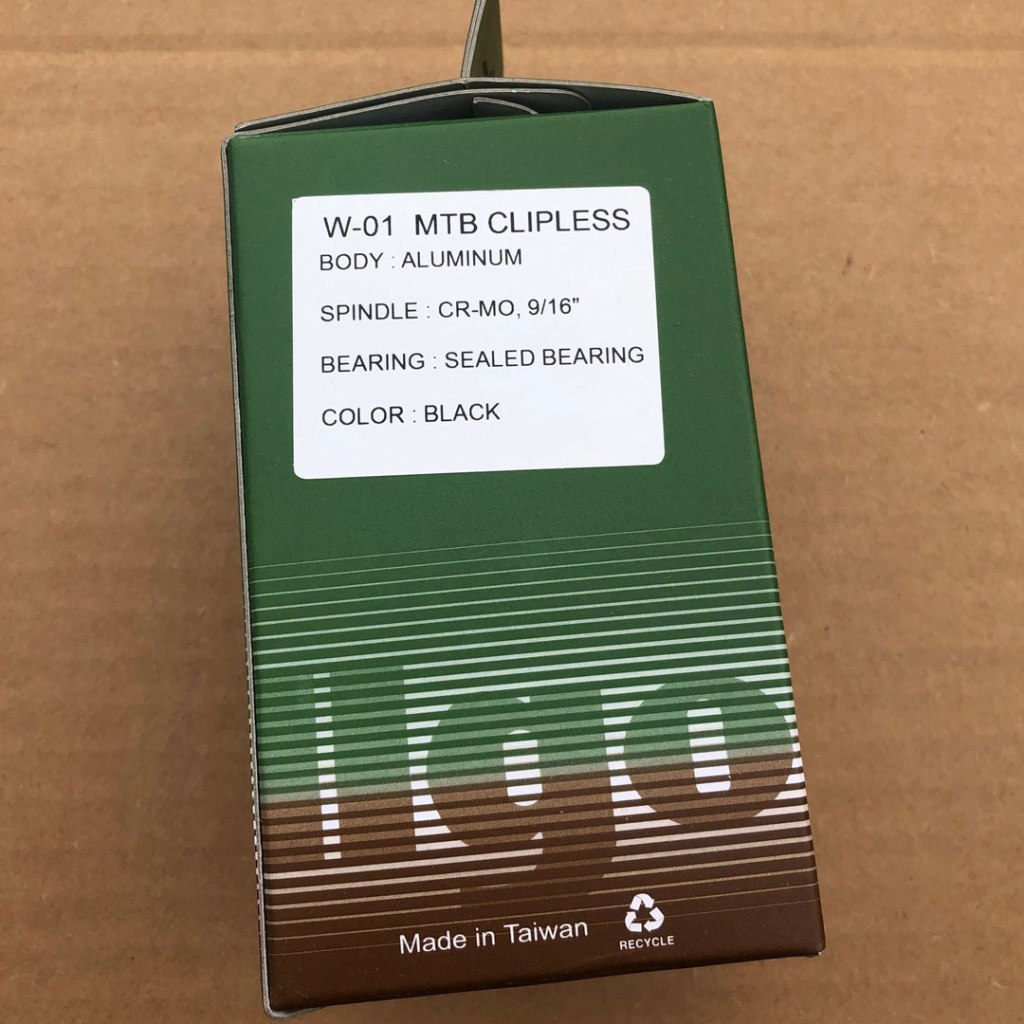 W-01 MTB CLIPLESS
BODY : ALUMINUM
SPINDLE : CR-MO, 9/16"
BEARING : SEALED BEARING
COLOR : BLACK
Made in Taiwan
RECYCLE